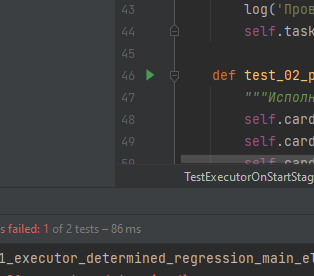 43 log('Пров
44 self.task
45
46 def test_02_p
47 """Исполн
48 self.card
49 self.card
50 self.card
TestExecutorOnStartStag
s failed: 1 of 2 tests – 86 ms
1_executor_determined_regression_main_el